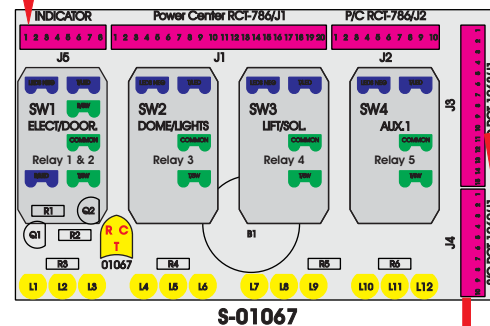 INDICATOR Power Center RCT-786/J1 P/C RCT-786/J2
1 2 3 4 5 6 7 8 1 2 3 4 5 6 7 8 9 10 11 12 13 14 15 16 17 18 19 20 1 2 3 4 5 6 7 8 9 10
J5 J1 J2
J3
SW1 SW2 SW3 SW4
ELECT/DOOR. DOME/LIGHTS LIFT/SOL. AUX.1
COMMON COMMON COMMON COMMON
Relay 1 & 2 Relay 3 Relay 4 Relay 5
R1 Q2
Q1 R2
R C
T
B1
J4
R3 01067 R4 R5 R6
L1 L2 L3 L4 L5 L6 L7 L8 L9 L10 L11 L12
S-01067